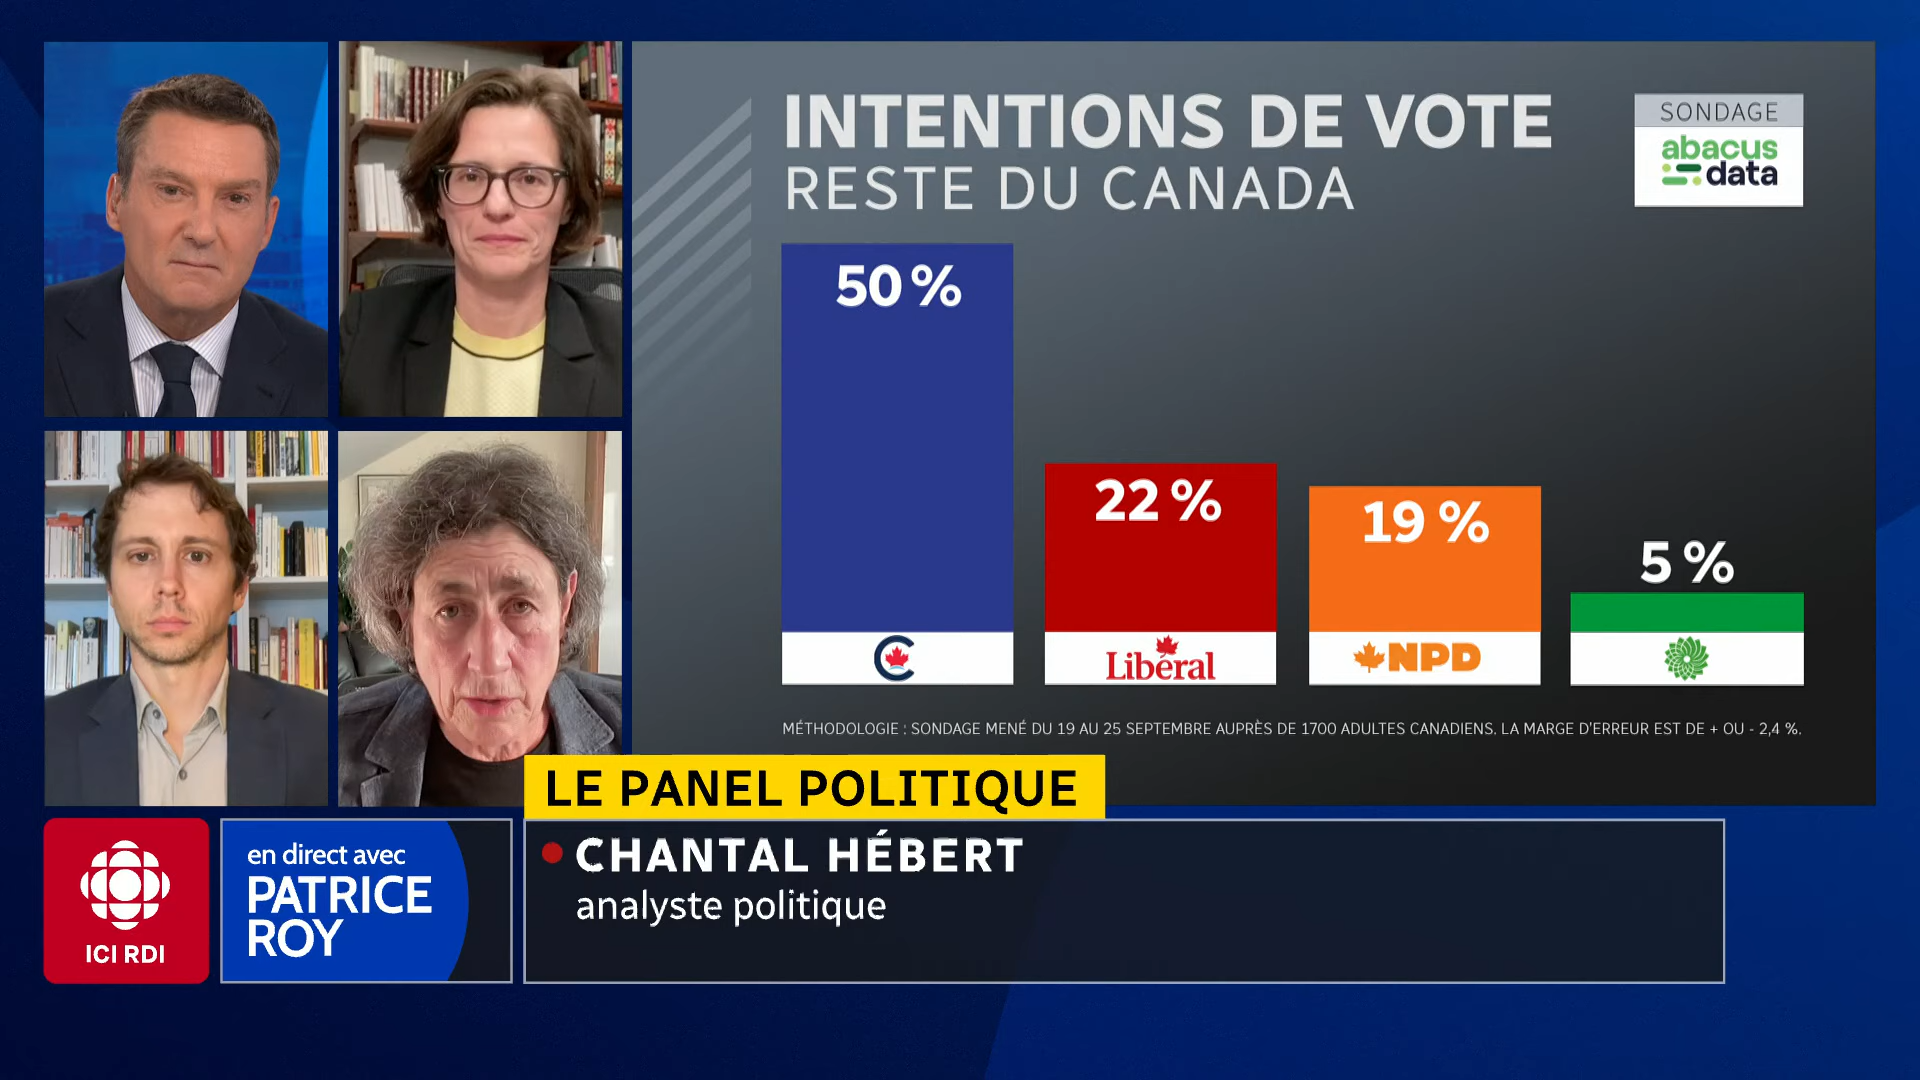 INTENTIONS DE VOTE
RESTE DU CANADA
SONDAGE
abacus
data
50 %
22 %
19 %
5 %
C
Libéral
NPD
MÉTHODOLOGIE : SONDAGE MENÉ DU 19 AU 25 SEPTEMBRE AUPRÈS DE 1700 ADULTES CANADIENS. LA MARGE D'ERREUR EST DE + OU - 2,4 %.
LE PANEL POLITIQUE
CHANTAL HÉBERT
analyste politique
ICI RDI
en direct avec
PATRICE
ROY